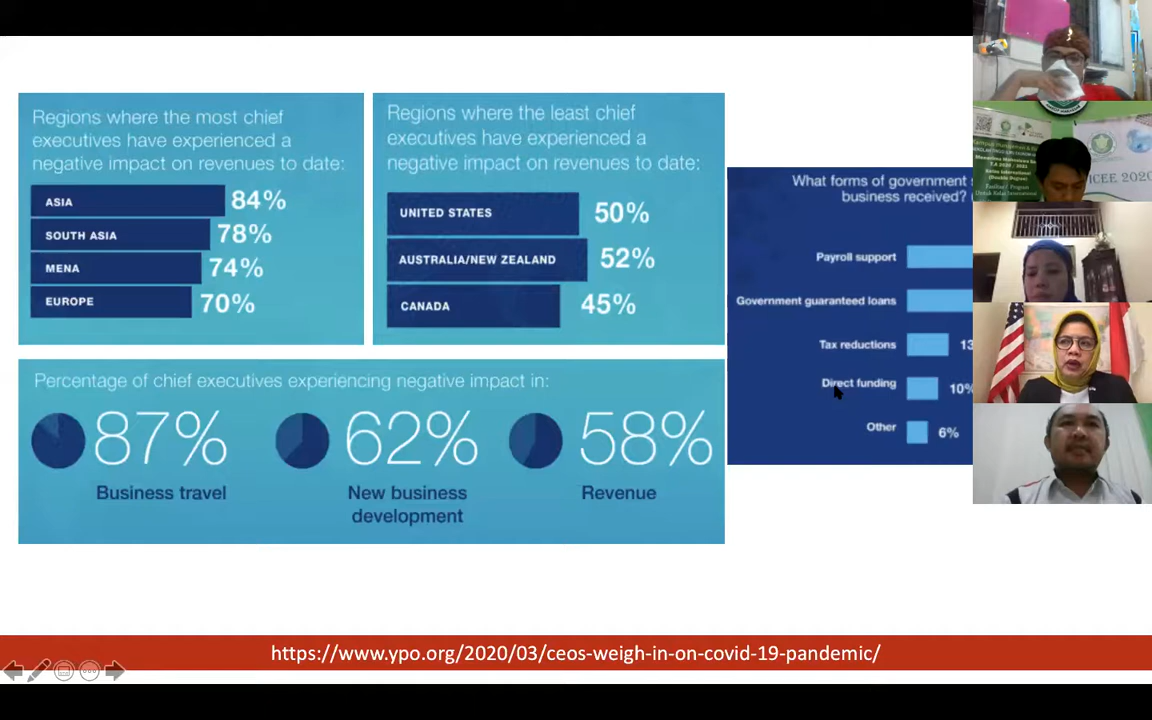 Regions where the most chief
executives have experienced a
negative impact on revenues to date:
ASIA 84%
SOUTH ASIA 78%
MENA 74%
EUROPE 70%
Regions where the least chief
executives have experienced a
negative impact on revenues to date:
UNITED STATES 50%
AUSTRALIA/NEW ZEALAND 52%
CANADA 45%
What forms of government
business received?
Payroll support
Government guaranteed loans
Tax reductions 13
Direct funding 10%
Other 6%
Percentage of chief executives experiencing negative impact in:
87% 62% 58%
Business travel New business Revenue
development
https://www.ypo.org/2020/03/ceos-weigh-in-on-covid-19-pandemic/
ICEE 2020